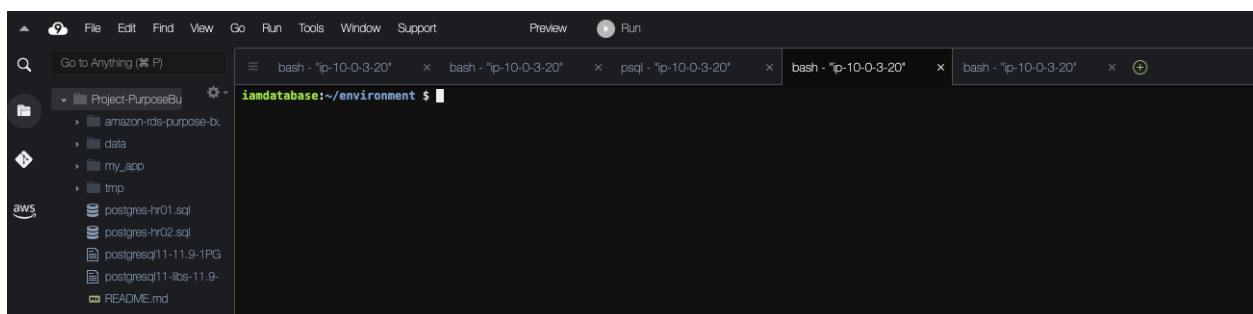 9 File Edit Find View Go Run Tools Window Support Preview Run
Go to Anything (⌘ P)
bash - "ip-10-0-3-20" × bash - "ip-10-0-3-20" × psql - "ip-10-0-3-20" × bash - "ip-10-0-3-20" × bash - "ip-10-0-3-20" ×
iamdatabase:~/environment $
Project-PurposeBu
amazon-rds-purpose-bu
data
my_app
tmp
aws
postgres-hr01.sql
postgres-hr02.sql
postgresql11-11.9-1PG
postgresql11-libs-11.9-
README.md